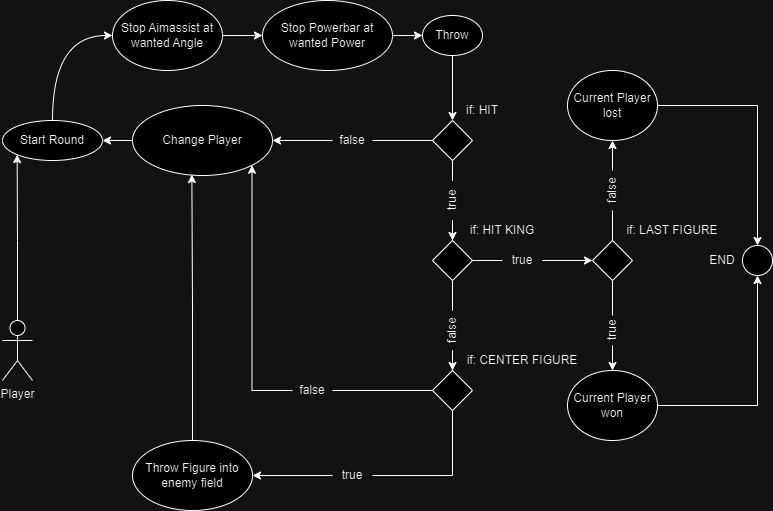 Stop Aimassist at
wanted Angle
Stop Powerbar at
wanted Power
Throw
if: HIT
Current Player
lost
Start Round
Change Player
false
true
false
if: HIT KING
if: LAST FIGURE
true
END
false
true
if: CENTER FIGURE
Player
false
Current Player
won
Throw Figure into
enemy field
true